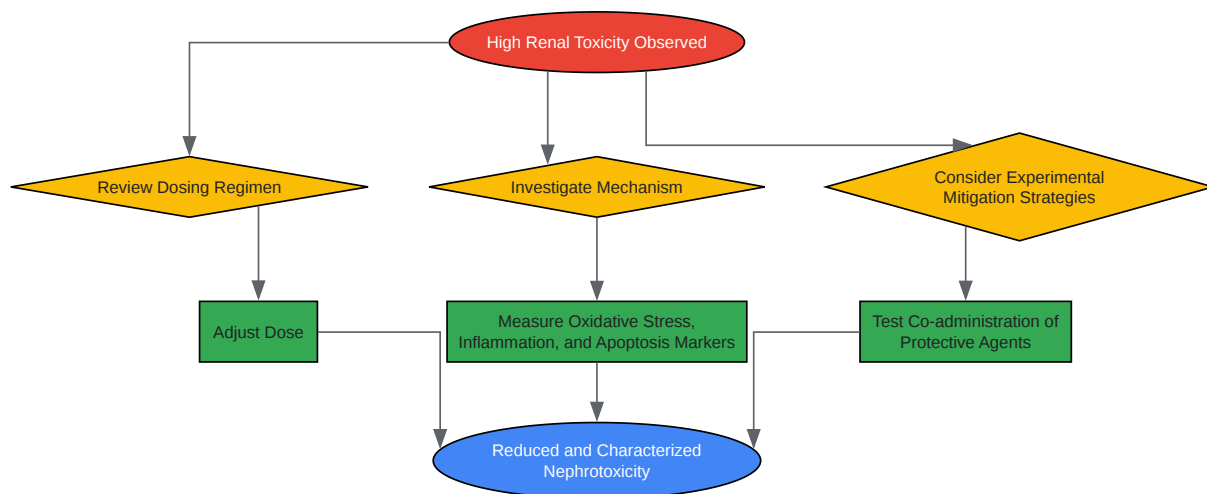 High Renal Toxicity Observed
Review Dosing Regimen
Investigate Mechanism
Consider Experimental
Mitigation Strategies
Adjust Dose
Measure Oxidative Stress,
Inflammation, and Apoptosis Markers
Test Co-administration of
Protective Agents
Reduced and Characterized
Nephrotoxicity